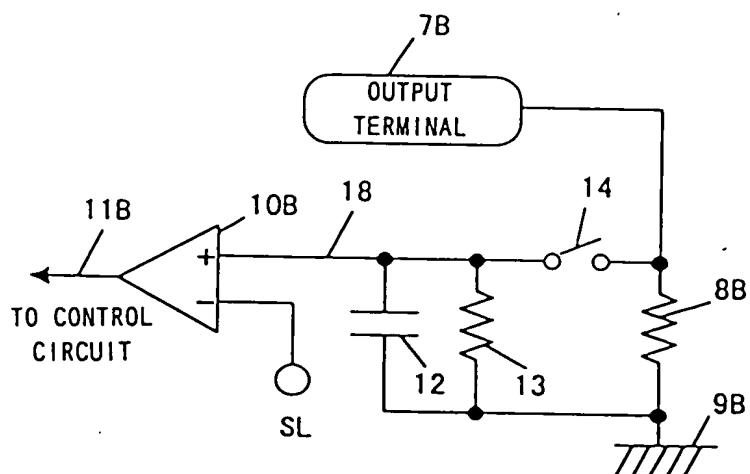 7B
OUTPUT
TERMINAL
14
11B
10B
18
+
−
8B
TO CONTROL
CIRCUIT
12
13
SL
9B